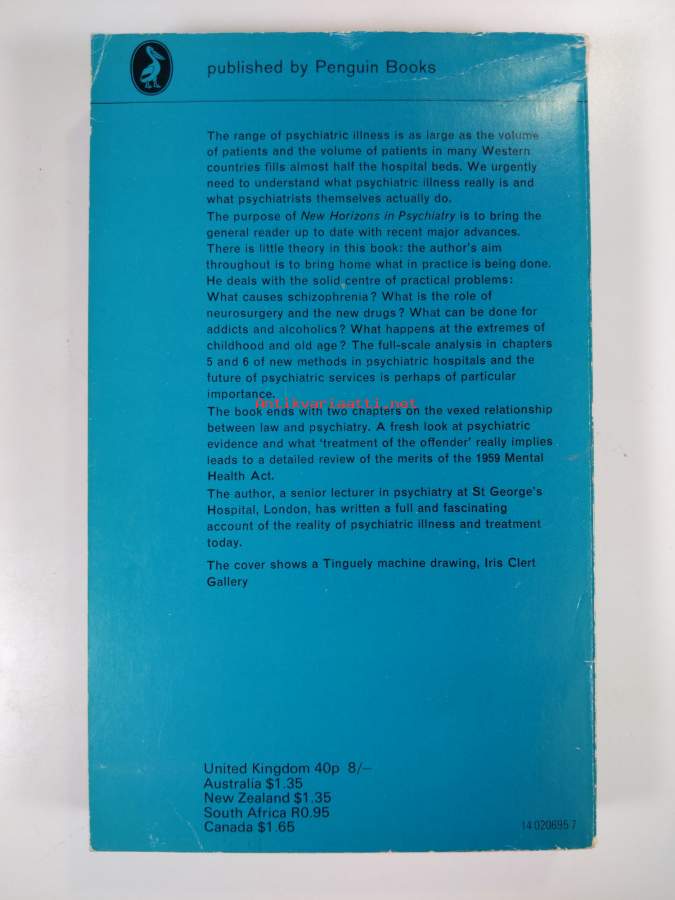 published by Penguin Books
The range of psychiatric illness is as large as the volume
of patients and the volume of patients in many Western
countries fills almost half the hospital beds. We urgently
need to understand what psychiatric illness really is and
what psychiatrists themselves actually do.
The purpose of New Horizons in Psychiatry is to bring the
general reader up to date with recent major advances.
There is little theory in this book: the author's aim
throughout is to bring home what in practice is being done.
He deals with the solid centre of practical problems:
What causes schizophrenia? What is the role of
neurosurgery and the new drugs? What can be done for
addicts and alcoholics? What happens at the extremes of
childhood and old age? The full-scale analysis in chapters
5 and 6 of new methods in psychiatric hospitals and the
future of psychiatric services is perhaps of particular
importance.
Antikvariaatti.net
The book ends with two chapters on the vexed relationship
between law and psychiatry. A fresh look at psychiatric
evidence and what 'treatment of the offender' really implies
leads to a detailed review of the merits of the 1959 Mental
Health Act.
The author, a senior lecturer in psychiatry at St George's
Hospital, London, has written a full and fascinating
account of the reality of psychiatric illness and treatment
today.
The cover shows a Tinguely machine drawing, Iris Clert
Gallery
United Kingdom 40p 8/-
Australia $1.35
New Zealand $1.35
South Africa R0.95
Canada $1.65
14 020695 7